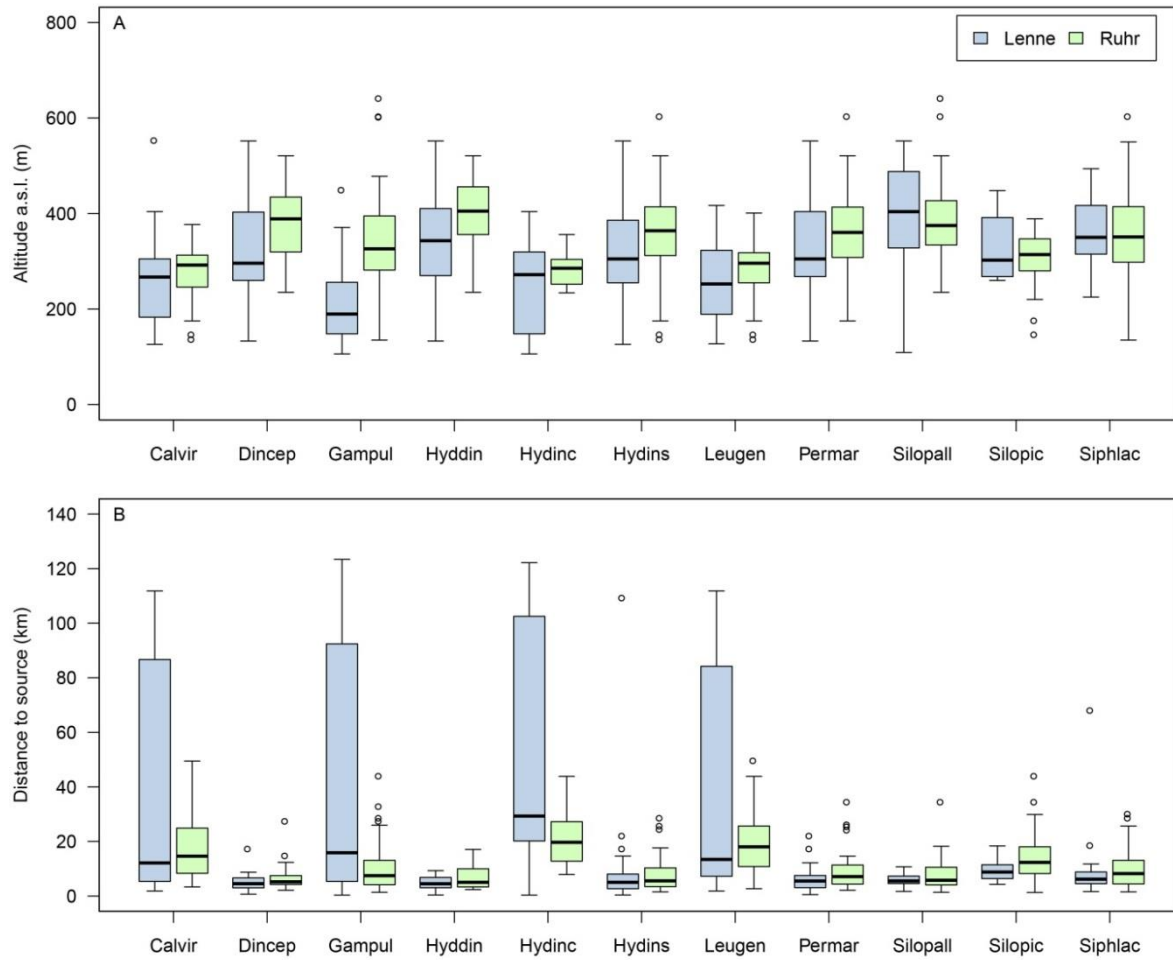 A
Lenne Ruhr
Altitude a.s.l. (m)
800
600
400
200
0
Calvir Dincep Gampul Hyddin Hydinc Hydins Leugen Permar Silopall Silopic Siphlac
B
Distance to source (km)
140
120
100
80
60
40
20
0
Calvir Dincep Gampul Hyddin Hydinc Hydins Leugen Permar Silopall Silopic Siphlac